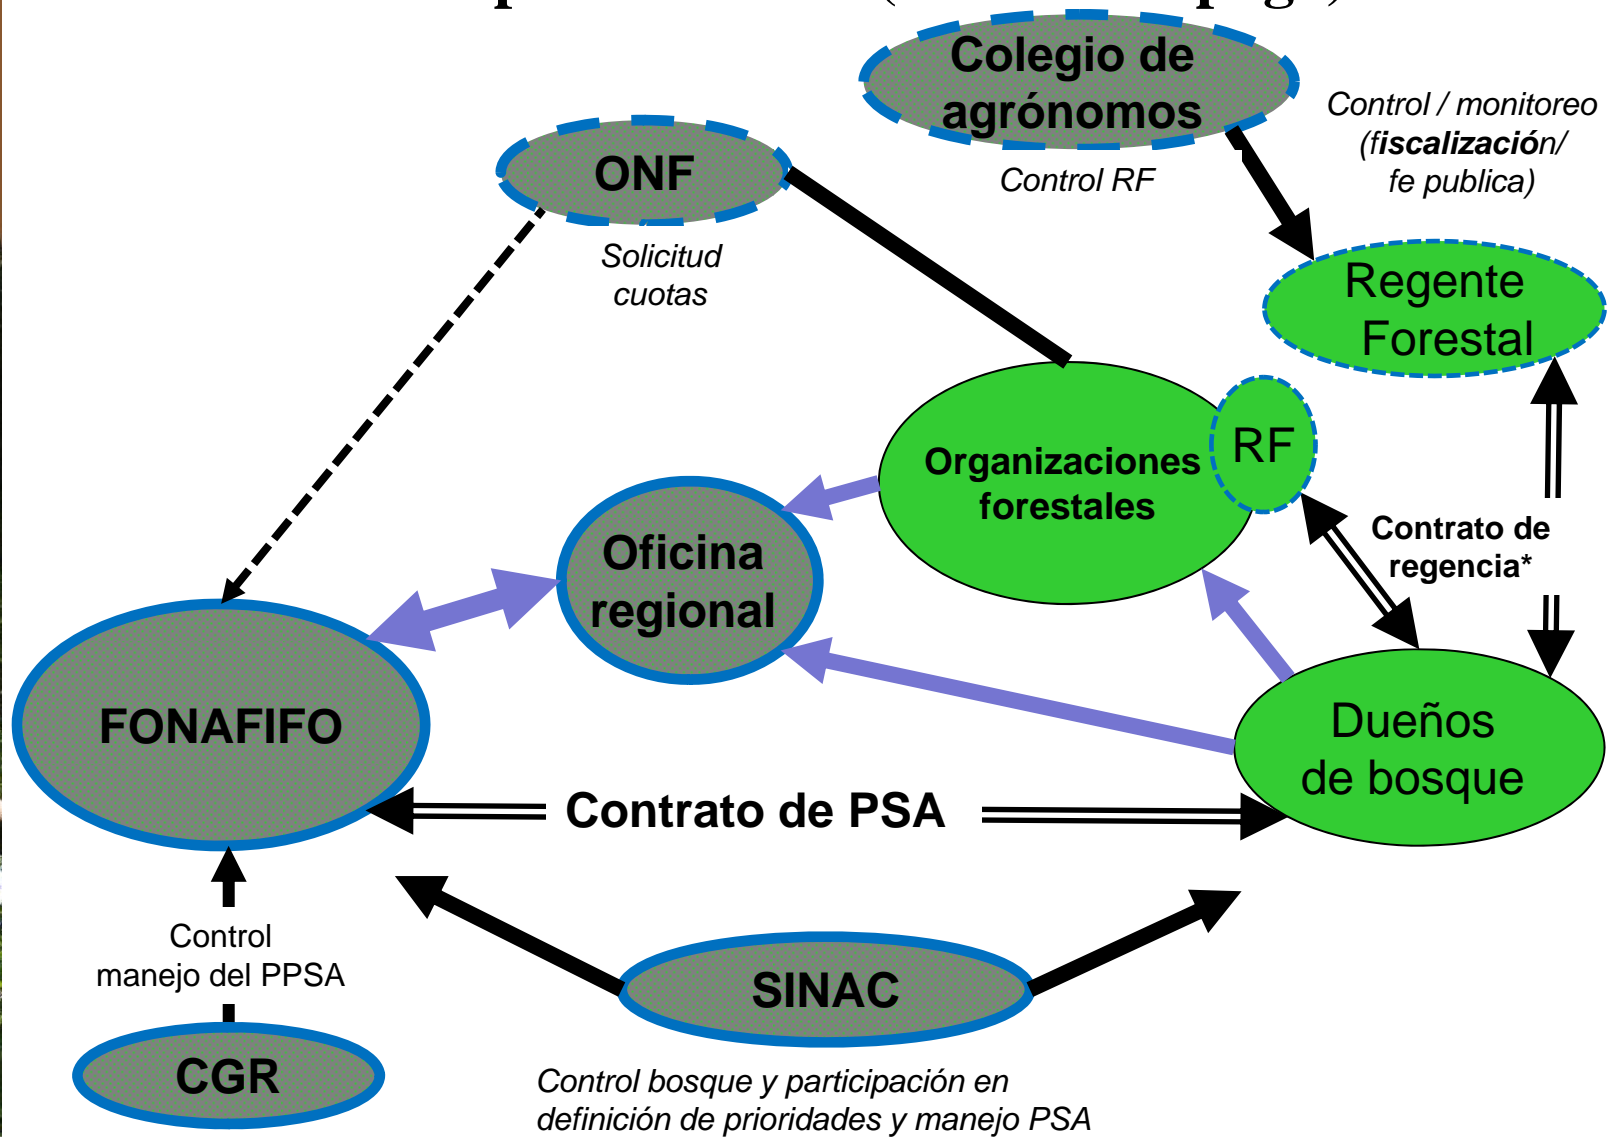 Colegio de
agrónomos
Control / monitoreo
(fiscalización/
fe publica)
ONF
Control RF
Solicitud
cuotas
Regente
Forestal
RF
Organizaciones
forestales
Contrato de
regencia*
Oficina
regional
FONAFIFO
Dueños
de bosque
Contrato de PSA
Control
manejo del PPSA
SINAC
CGR
Control bosque y participación en
definición de prioridades y manejo PSA